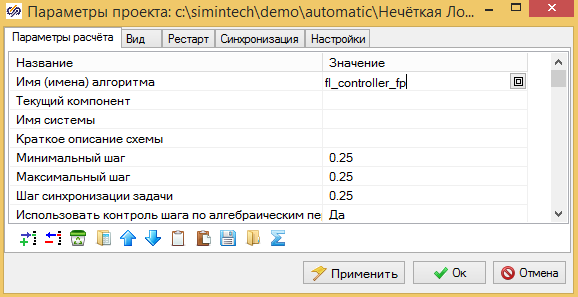 Параметры проекта: c:\simintech\demo\automatic\Нечёткая Ло...
Параметры расчёта Вид Рестарт Синхронизация Настройки
Название Значение
Имя (имена) алгоритма fl_controller_fp
Текущий компонент
Имя системы
Краткое описание схемы
Минимальный шаг 0.25
Максимальный шаг 0.25
Шаг синхронизации задачи 0.25
Использовать контроль шага по алгебраическим пе Да
Применить Ок Отмена